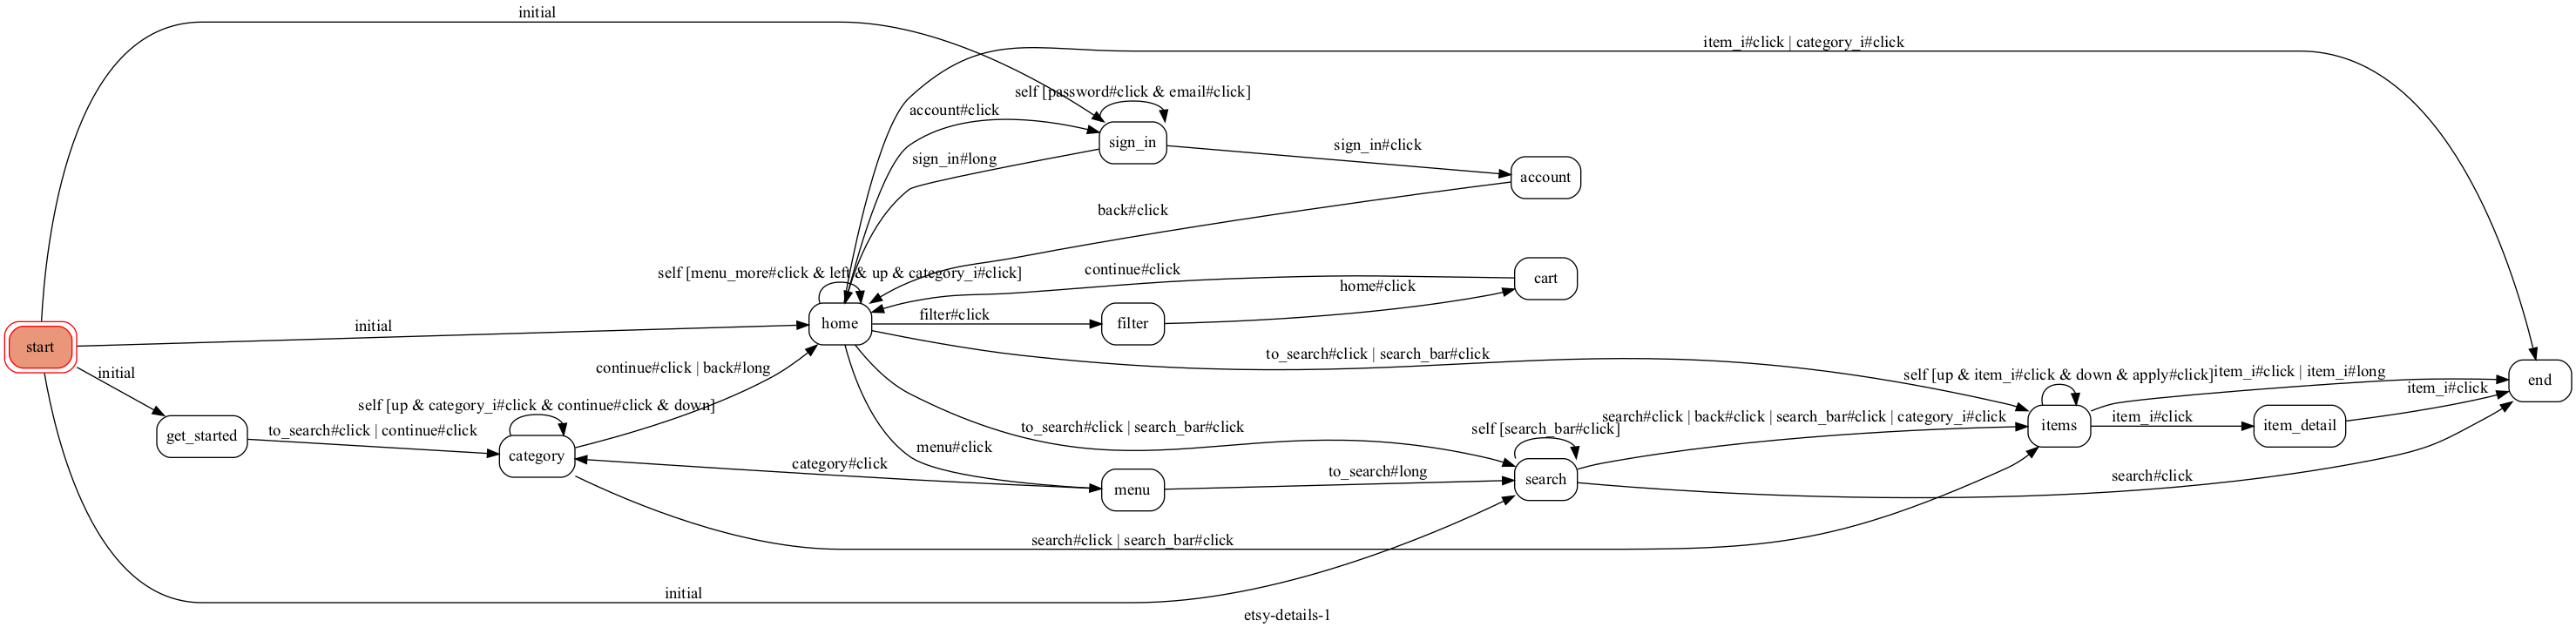 initial
item_i#click | category_i#click
self [password#click & email#click]
account#click
sign_in
sign_in#long
sign_in#click
account
back#click
self [menu_more#click & left & up & category_i#click]
continue#click
cart
home#click
home
filter#click
filter
initial
start
to_search#click | search_bar#click
initial
continue#click | back#long
self [up & item_i#click & down & apply#click]
item_i#click | item_i#long
end
item_i#click
self [up & category_i#click & continue#click & down]
get_started
to_search#click | continue#click
category
to_search#click | search_bar#click
menu#click
self [search_bar#click]
search#click | back#click | search_bar#click | category_i#click
items
item_i#click
item_detail
category#click
menu
to_search#long
search
search#click
search#click | search_bar#click
initial
etsy-details-1